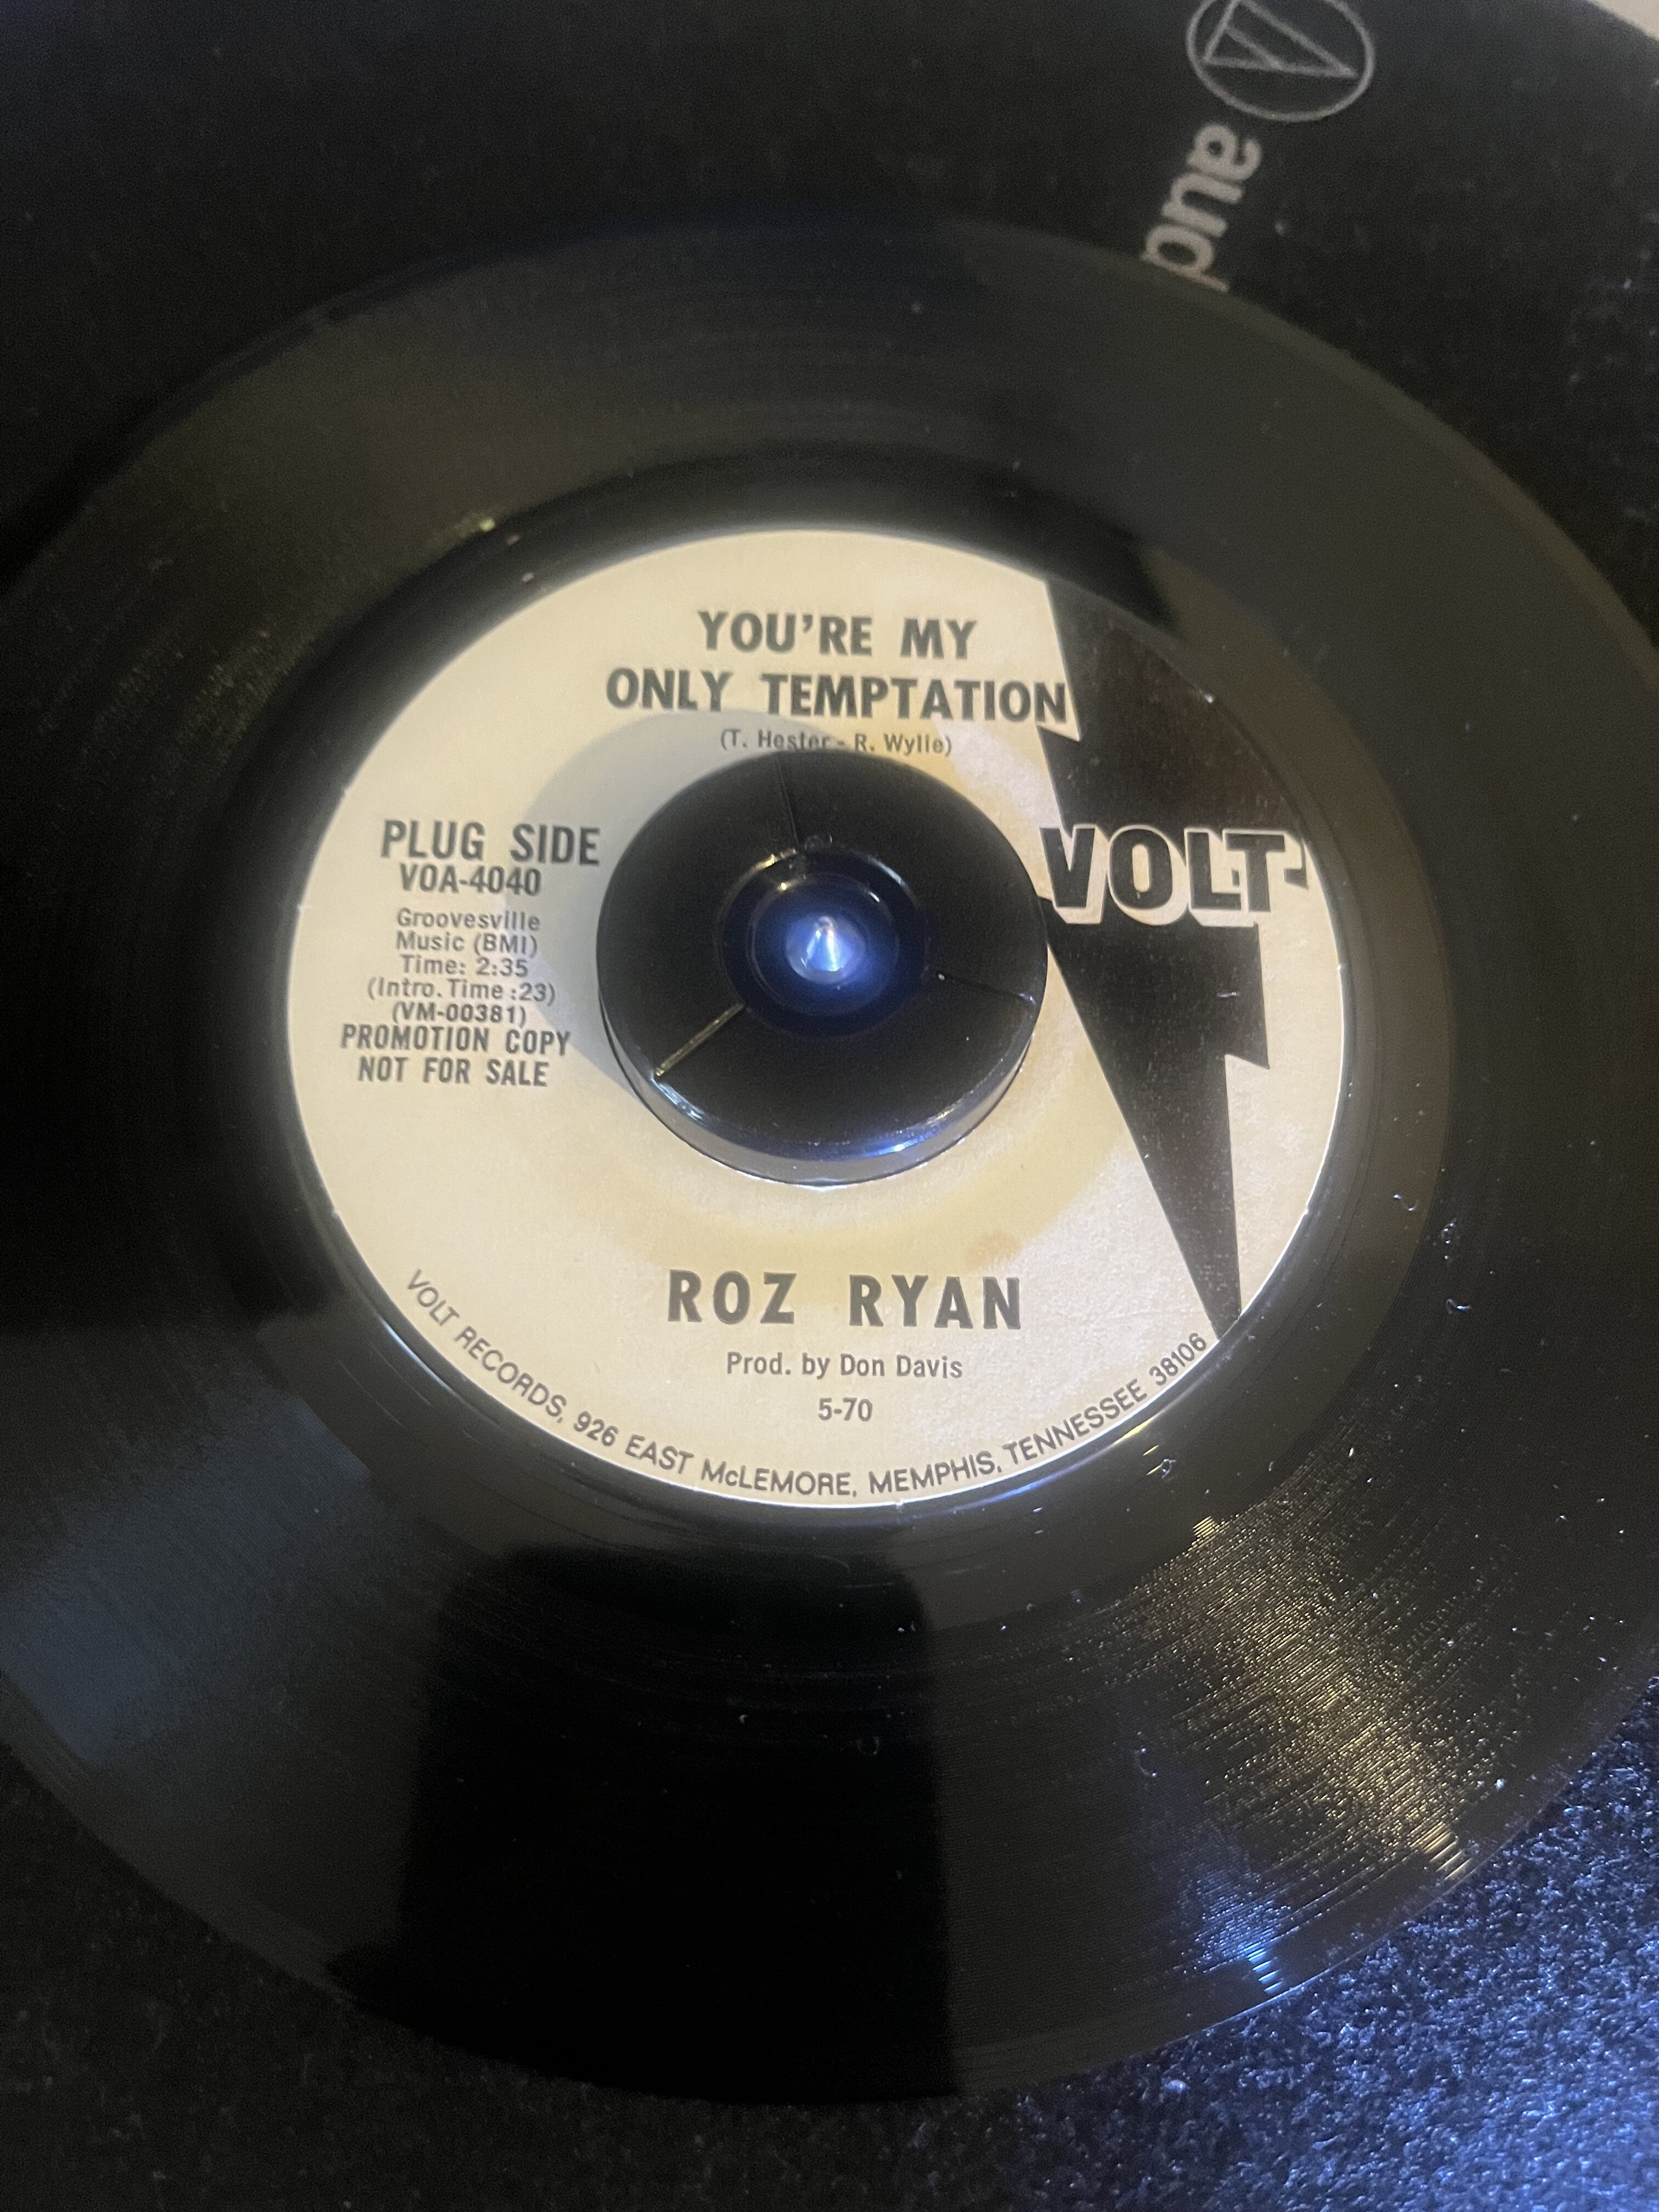 aud
YOU'RE MY
ONLY TEMPTATION
(T. Hester - R. Wylie)
PLUG SIDE
VOA-4040
Groovesville
Music (BMI)
Time: 2:35
(Intro. Time :23)
(VM-00381)
PROMOTION COPY
NOT FOR SALE
VOLT
ROZ RYAN
Prod. by Don Davis
5-70
VOLT RECORDS, 926 EAST McLEMORE, MEMPHIS, TENNESSEE 38106